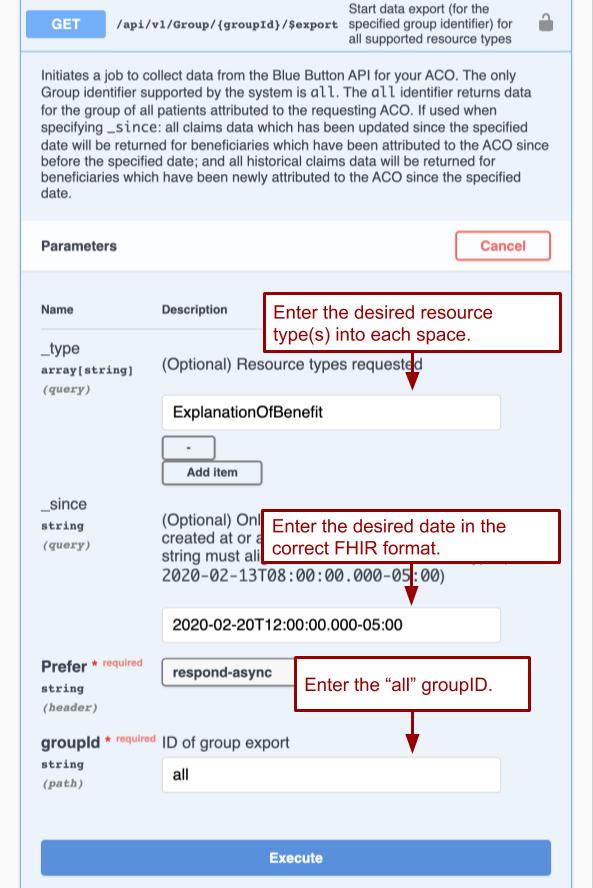 GET /api/v1/Group/{groupId}/$export Start data export (for the
specified group identifier) for
all supported resource types
Initiates a job to collect data from the Blue Button API for your ACO. The only
Group identifier supported by the system is all. The all identifier returns data
for the group of all patients attributed to the requesting ACO. If used when
specifying _since: all claims data which has been updated since the specified
date will be returned for beneficiaries which have been attributed to the ACO since
before the specified date; and all historical claims data will be returned for
beneficiaries which have been newly attributed to the ACO since the specified
date.
Parameters
Cancel
Name
Description
Enter the desired resource
type(s) into each space.
_type
array[string]
(query)
(Optional) Resource types requested
ExplanationOfBenefit
-
Add item
_since
string
(query)
(Optional)
created at or
string must
2020-02-13T08:00:00.000-05:00)
Enter the desired date in the
correct FHIR format.
2020-02-20T12:00:00.000-05:00
Prefer * required
string
(header)
respond-async
Enter the “all” groupID.
groupId * required
string
(path)
ID of group export
all
Execute